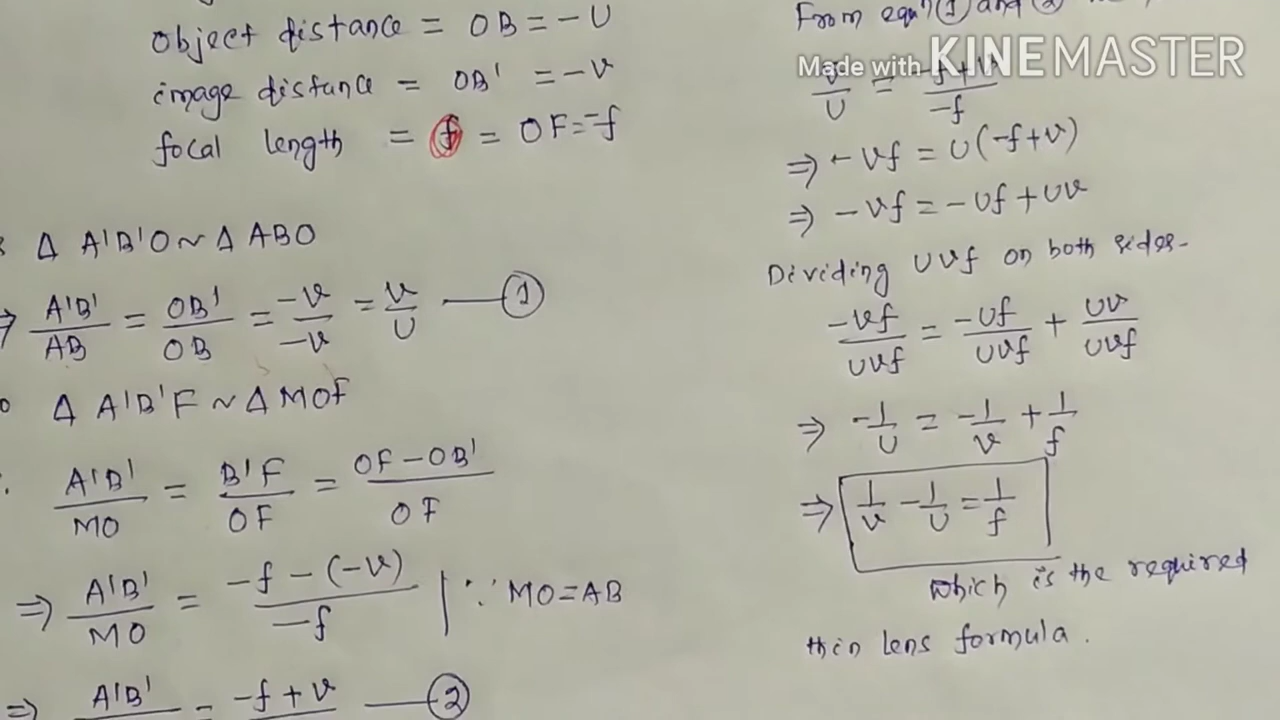 object distance = OB = -U
image distance = OB' = -v
focal length = f = OF = -f
Δ A'B'O ~ Δ ABO
⇒ A'B'/AB = OB'/OB = -v/-v = v/U —— ①
Δ A'B'F ~ Δ MOF
A'B'/MO = B'F/OF = OF-OB'/OF
⇒ A'B'/MO = -f-(-v)/-f | ∵ MO=AB
⇒ A'B' = -f+v —— ②
From eqn (1) and (2)
Made with KINEMASTER
v/U = -f+v/-f
⇒ -vf = U(-f+v)
⇒ -vf = -Uf + Uv
Dividing Uvf on both sides-
-vf/Uvf = -Uf/Uvf + Uv/Uvf
⇒ -1/U = -1/v + 1/f
⇒ 1/v - 1/U = 1/f
which is the required
thin lens formula.